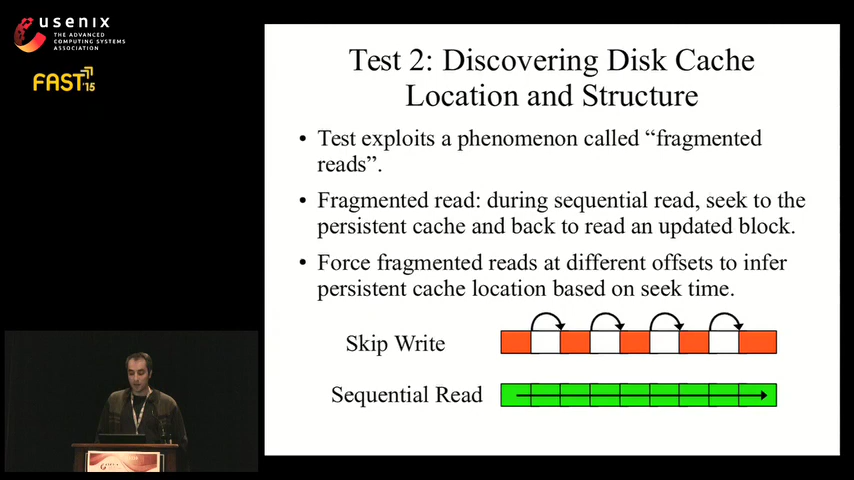 usenix
THE ADVANCED
COMPUTING SYSTEMS
ASSOCIATION
FAST '15
Test 2: Discovering Disk Cache
Location and Structure
• Test exploits a phenomenon called “fragmented
reads”.
• Fragmented read: during sequential read, seek to the
persistent cache and back to read an updated block.
• Force fragmented reads at different offsets to infer
persistent cache location based on seek time.
Skip Write
Sequential Read